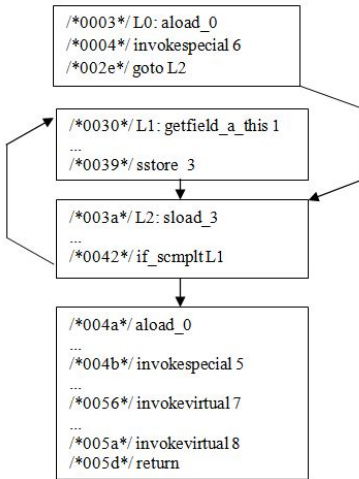 /*0003*/ L0: aload_0
/*0004*/ invokespecial 6
/*002e*/ goto L2
/*0030*/ L1: getfield_a_this 1
...
/*0039*/ sstore_3
/*003a*/ L2: sload_3
...
/*0042*/ if_scmplt L1
/*004a*/ aload_0
...
/*004b*/ invokespecial 5
...
/*0056*/ invokevirtual 7
...
/*005a*/ invokevirtual 8
/*005d*/ return